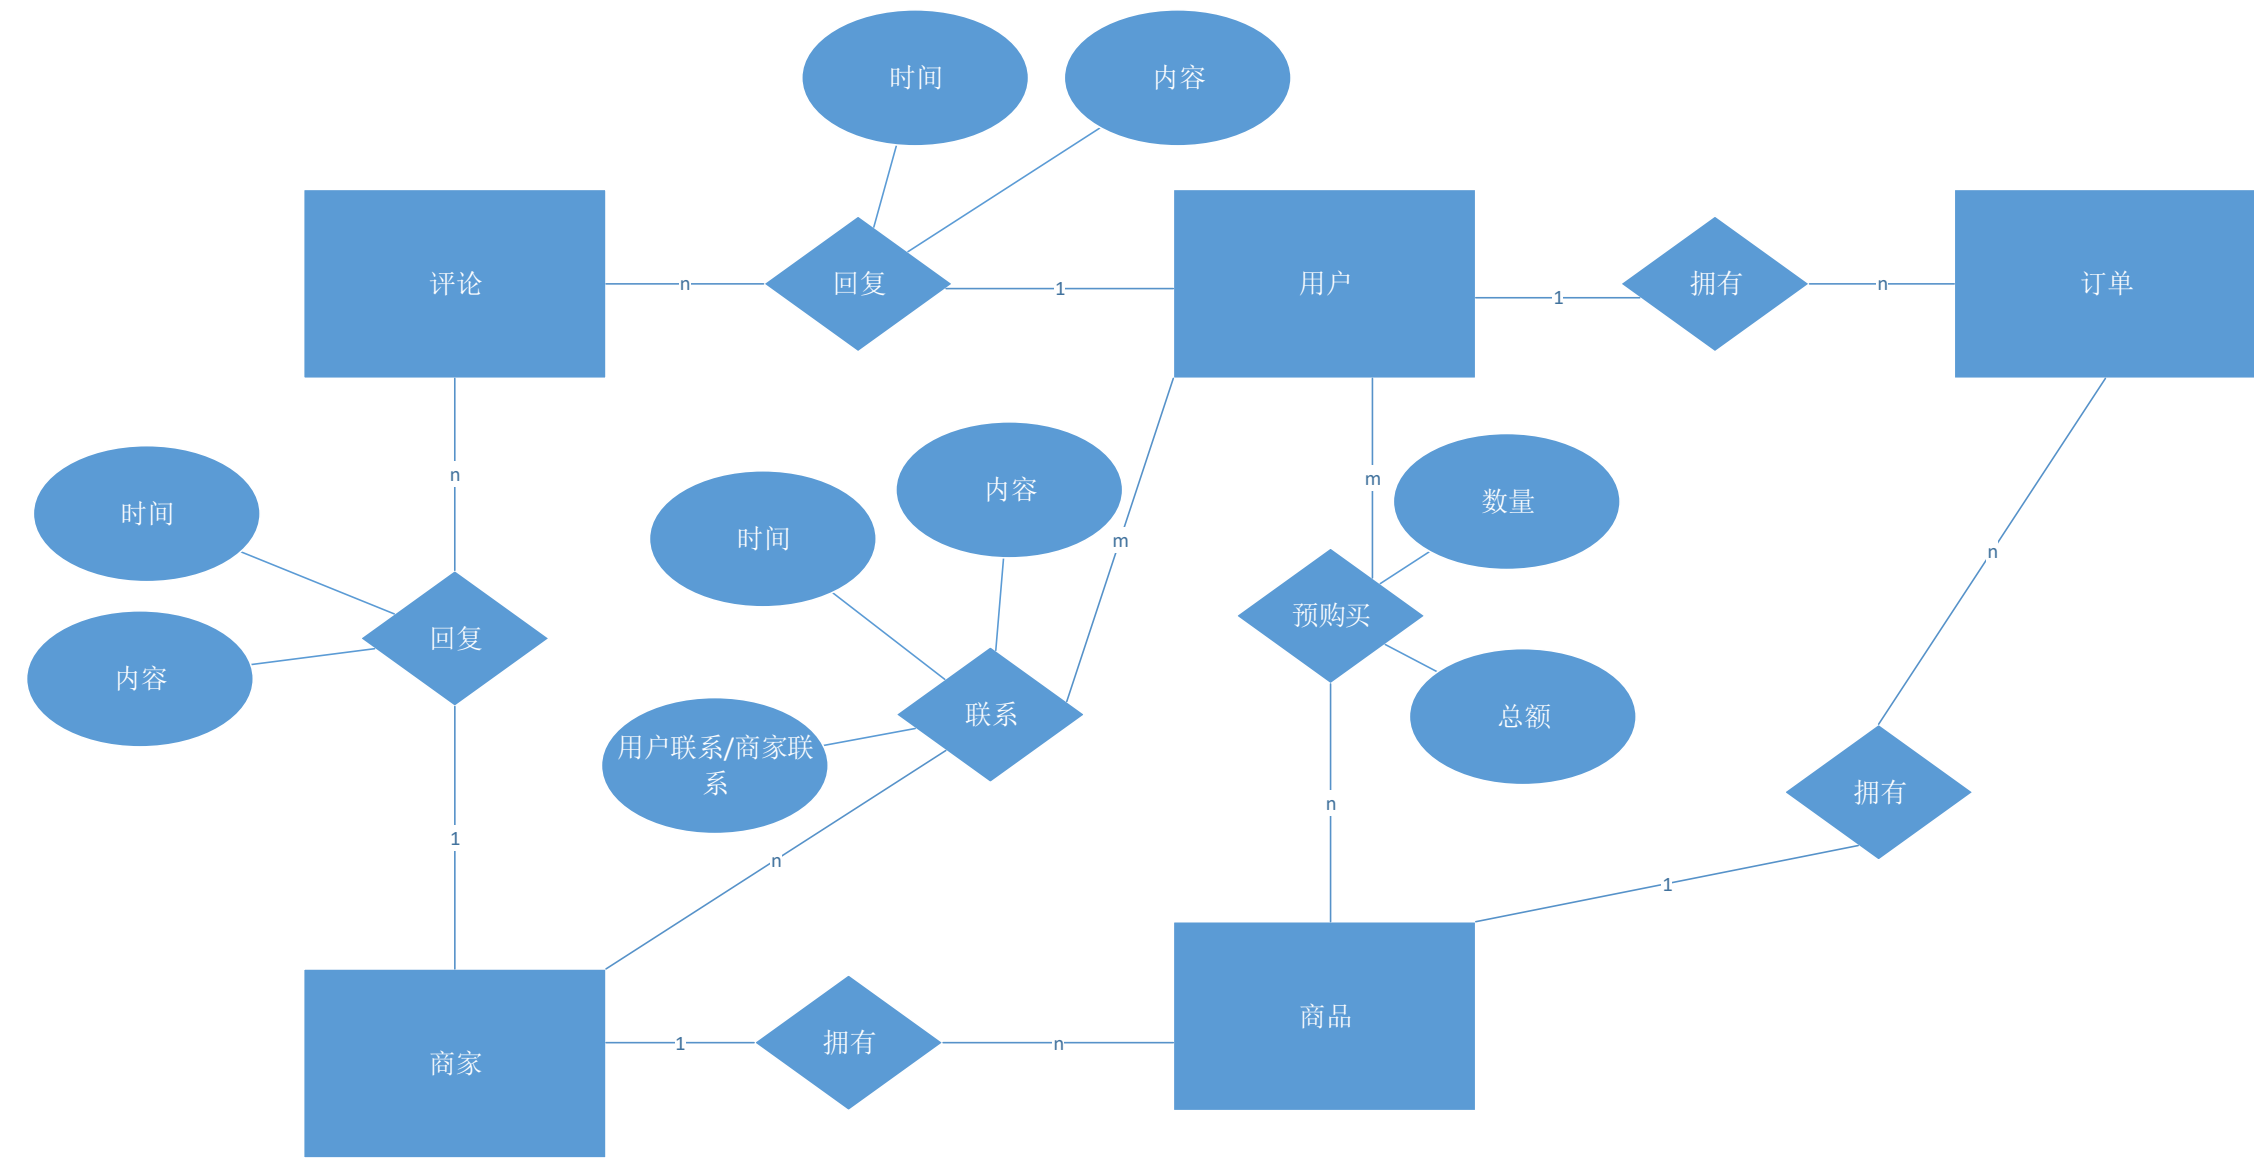 时间
内容
评论
n
回复
1
用户
1
拥有
n
订单
n
m
时间
内容
数量
时间
m
n
预购买
回复
内容
联系
总额
用户联系/商家联
系
拥有
n
1
n
1
商品
1
拥有
n
商家